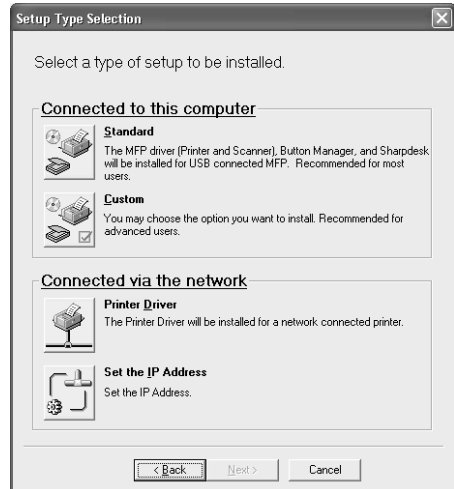 Setup Type Selection
Select a type of setup to be installed.
Connected to this computer
Standard
The MFP driver (Printer and Scanner), Button Manager, and Sharpdesk
will be installed for USB connected MFP.  Recommended for most
users.
Custom
You may choose the option you want to install. Recommended for
advanced users.
Connected via the network
Printer Driver
The Printer Driver will be installed for a network connected printer.
Set the IP Address
Set the IP Address.
< Back
Next >
Cancel